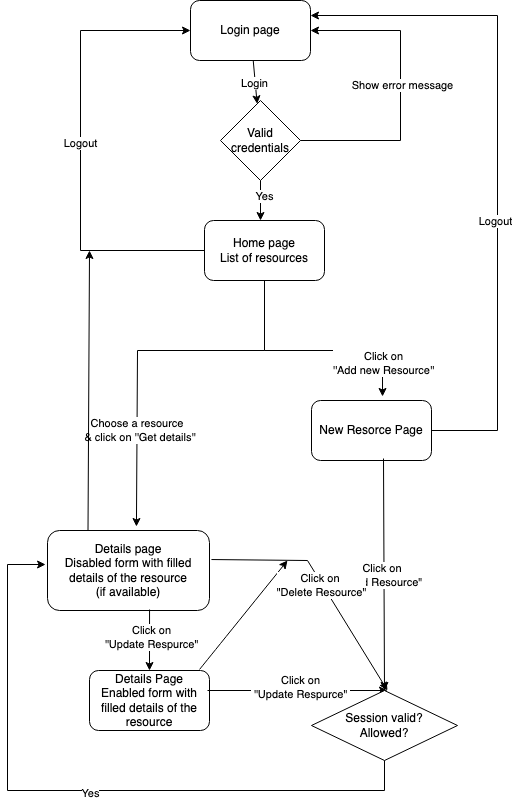 Login page
Login
Show error message
Valid
credentials
Logout
Yes
Logout
Home page
List of resources
Click on
"Add new Resource"
Choose a resource
& click on "Get details"
New Resorce Page
Details page
Disabled form with filled
details of the resource
(if available)
Click on
Resource"
Click on
"Delete Resource"
Click on
"Update Respurce"
Details Page
Enabled form with
filled details of the
resource
Click on
"Update Respurce"
Session valid?
Allowed?
Yes